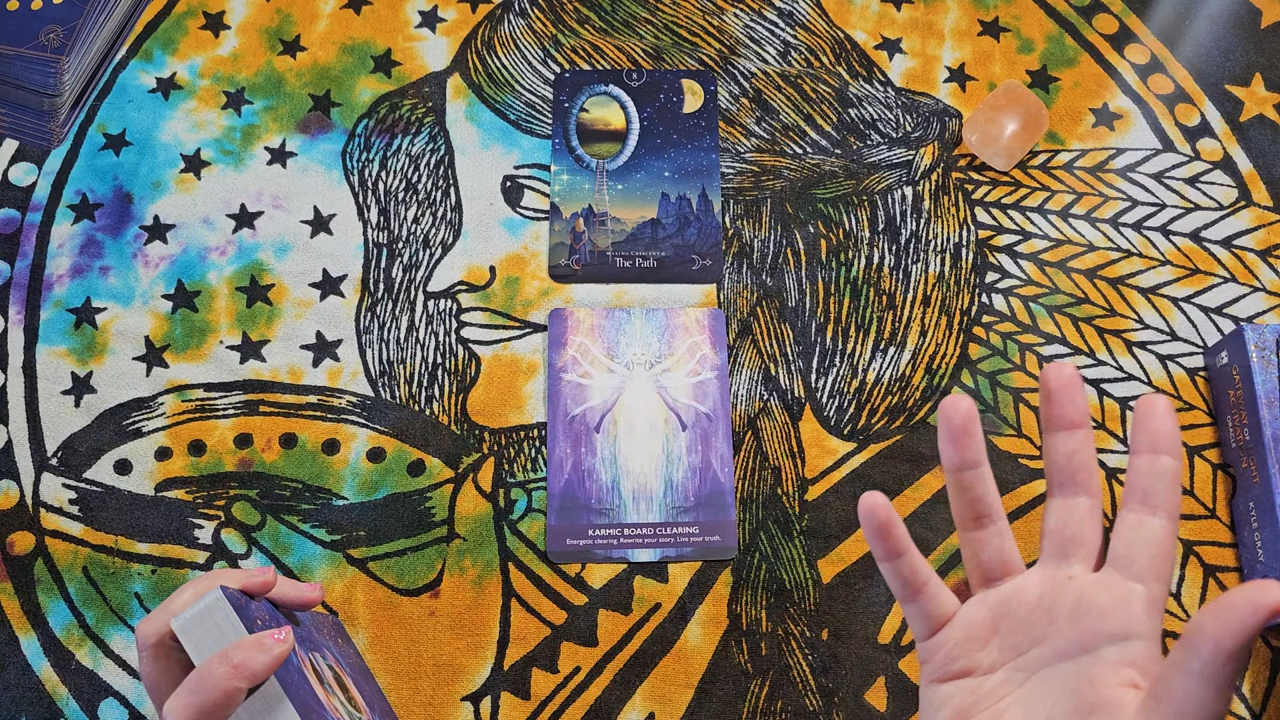 8
WAXING CRESCENT 6
The Path
KARMIC BOARD CLEARING
Energetic clearing. Rewrite your story. Live your truth.
GATEWAY OF LIGHT
ACTIVATION
ORACLE
KYLE GRAY